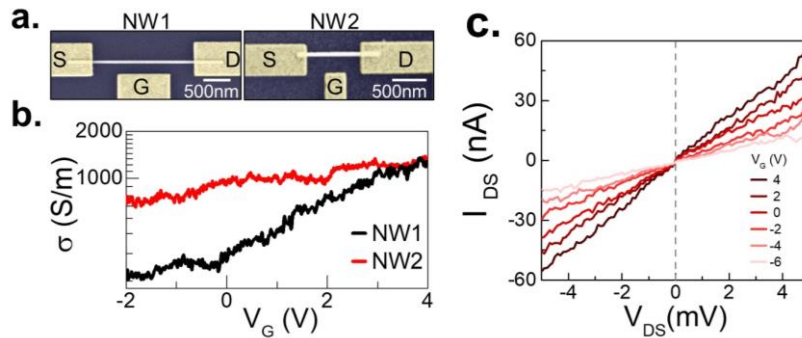 a.
NW1
NW2
S
D
G
500nm
S
D
G
500nm
b.
2000
1000
σ (S/m)
NW1
NW2
-2
0
2
4
V_G (V)
c.
60
30
0
-30
-60
I_DS (nA)
V_G (V)
4
2
0
-2
-4
-6
-4
-2
0
2
4
V_DS(mV)